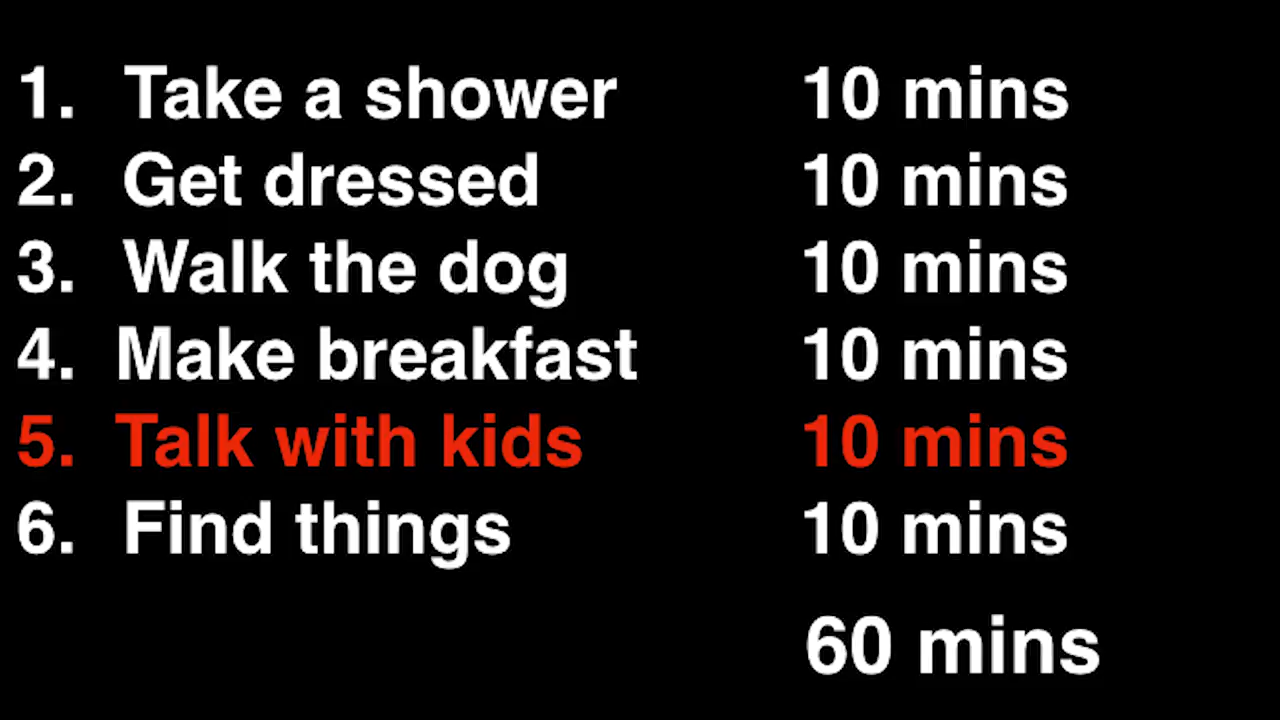 1. Take a shower 10 mins
2. Get dressed 10 mins
3. Walk the dog 10 mins
4. Make breakfast 10 mins
5. Talk with kids 10 mins
6. Find things 10 mins
60 mins